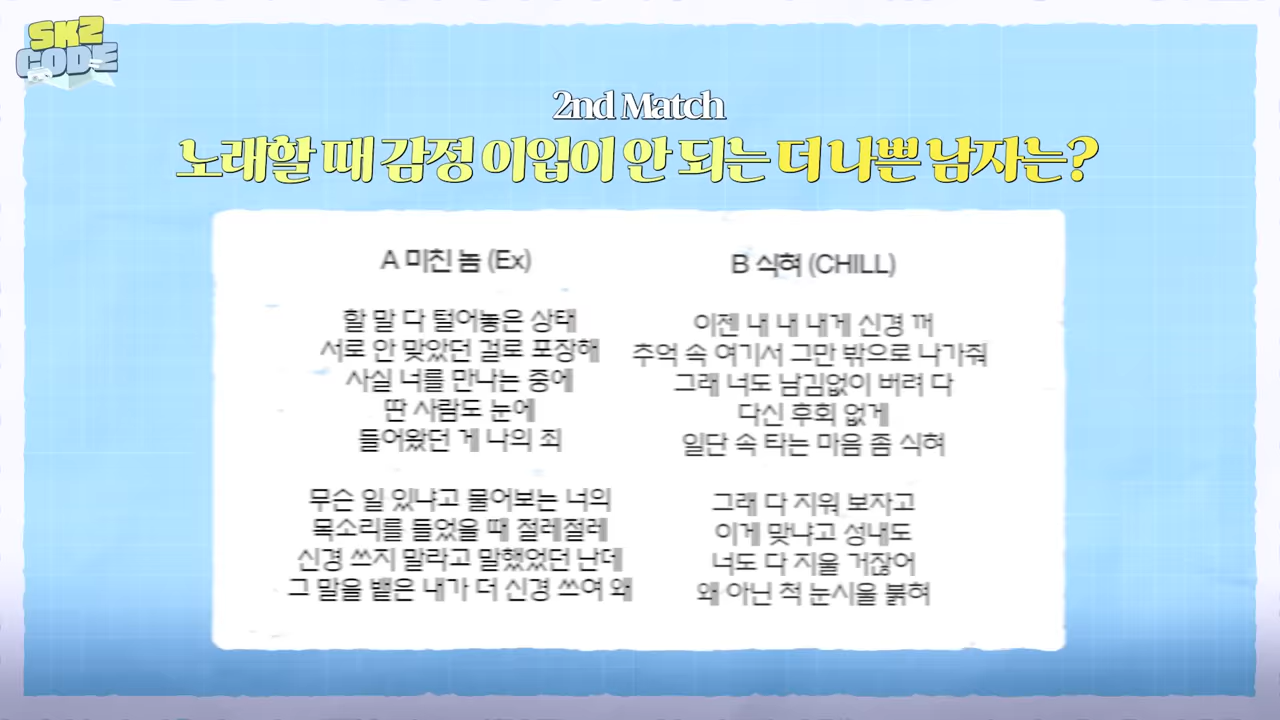 SKZ
CODE
2nd Match
노래할 때 감정 이입이 안 되는 더 나쁜 남자는?
A 미친 놈 (Ex)
할 말 다 털어놓은 상태
서로 안 맞았던 걸로 포장해
사실 너를 만나는 중에
딴 사람도 눈에
들어왔던 게 나의 죄
무슨 일 있냐고 물어보는 너의
목소리를 들었을 때 절레절레
신경 쓰지 말라고 말했었던 난데
그 말을 뱉은 내가 더 신경 쓰여 왜
B 식혀 (CHILL)
이젠 내 내 내게 신경 꺼
추억 속 여기서 그만 밖으로 나가줘
그래 너도 남김없이 버려 다
다신 후회 없게
일단 속 타는 마음 좀 식혀
그래 다 지워 보자고
이게 맞냐고 성내도
너도 다 지울 거잖어
왜 아닌 척 눈시울 붉혀